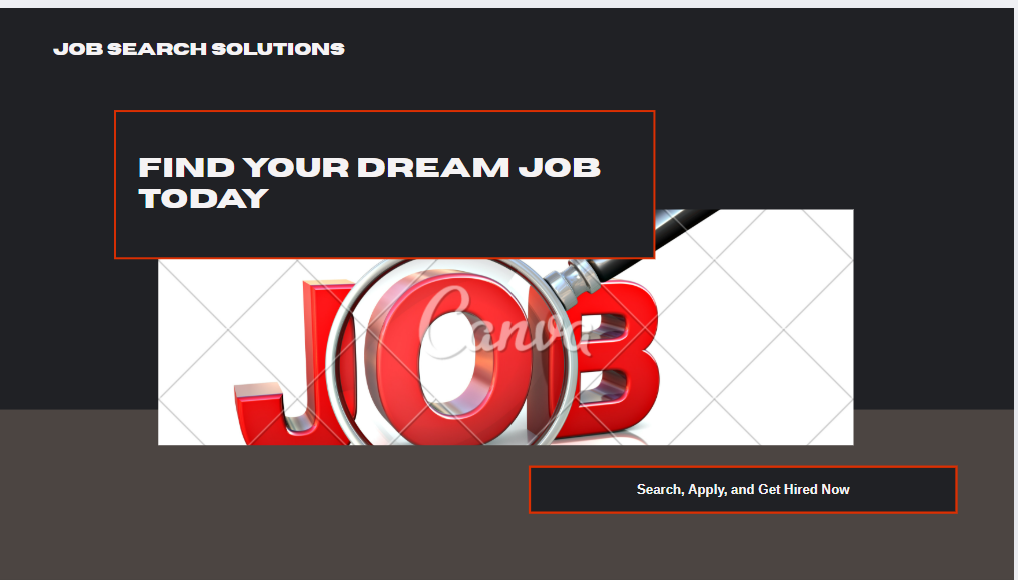 JOB SEARCH SOLUTIONS
FIND YOUR DREAM JOB
TODAY
JOB
Canva
Search, Apply, and Get Hired Now